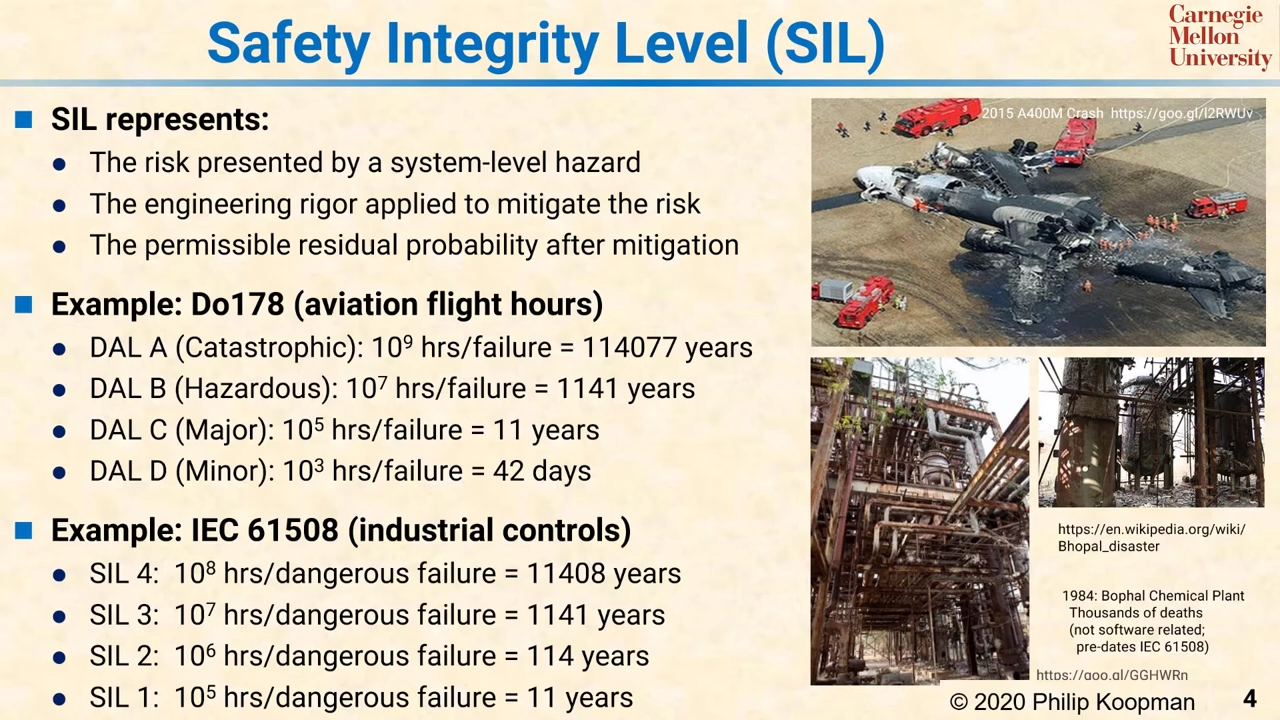 Safety Integrity Level (SIL)
Carnegie
Mellon
University
■ SIL represents:
● The risk presented by a system-level hazard
● The engineering rigor applied to mitigate the risk
● The permissible residual probability after mitigation
■ Example: Do178 (aviation flight hours)
● DAL A (Catastrophic): 10⁹ hrs/failure = 114077 years
● DAL B (Hazardous): 10⁷ hrs/failure = 1141 years
● DAL C (Major): 10⁵ hrs/failure = 11 years
● DAL D (Minor): 10³ hrs/failure = 42 days
■ Example: IEC 61508 (industrial controls)
● SIL 4: 10⁸ hrs/dangerous failure = 11408 years
● SIL 3: 10⁷ hrs/dangerous failure = 1141 years
● SIL 2: 10⁶ hrs/dangerous failure = 114 years
● SIL 1: 10⁵ hrs/dangerous failure = 11 years
2015 A400M Crash https://goo.gl/l2RWUv
https://en.wikipedia.org/wiki/
Bhopal_disaster
1984: Bophal Chemical Plant
Thousands of deaths
(not software related;
pre-dates IEC 61508)
https://goo.gl/GGHWRn
© 2020 Philip Koopman
4